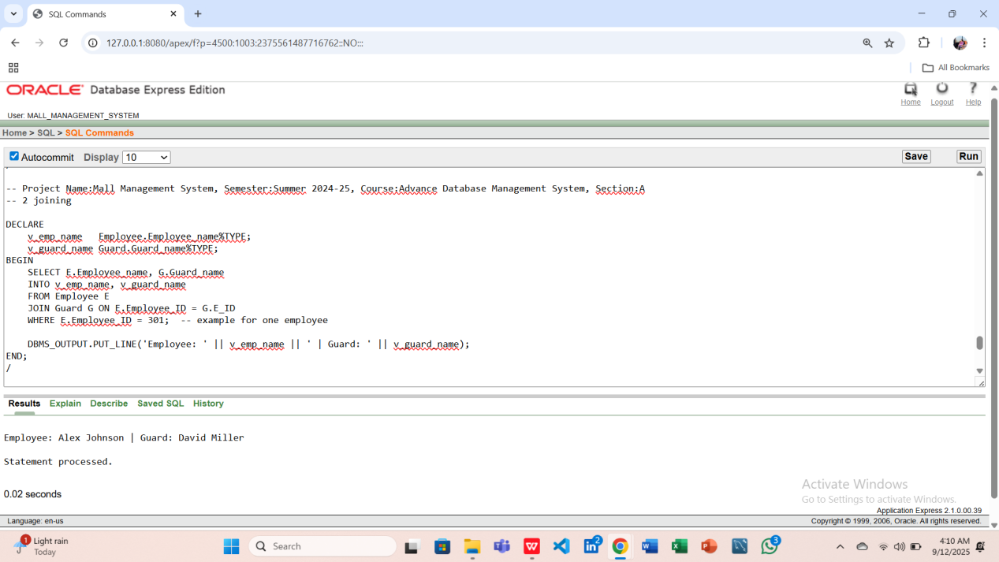 SQL Commands
127.0.0.1:8080/apex/f?p=4500:1003:2375561487716762::NO:::
All Bookmarks
ORACLE® Database Express Edition
Home Logout Help
User: MALL_MANAGEMENT_SYSTEM
Home > SQL > SQL Commands
Autocommit Display 10 Save Run
-- Project Name:Mall Management System, Semester:Summer 2024-25, Course:Advance Database Management System, Section:A
-- 2 joining
DECLARE
v_emp_name Employee.Employee_name%TYPE;
v_guard_name Guard.Guard_name%TYPE;
BEGIN
SELECT E.Employee_name, G.Guard_name
INTO v_emp_name, v_guard_name
FROM Employee E
JOIN Guard G ON E.Employee_ID = G.E_ID
WHERE E.Employee_ID = 301; -- example for one employee
DBMS_OUTPUT.PUT_LINE('Employee: ' || v_emp_name || ' | Guard: ' || v_guard_name);
END;
/
Results Explain Describe Saved SQL History
Employee: Alex Johnson | Guard: David Miller
Statement processed.
0.02 seconds
Activate Windows
Go to Settings to activate Windows.
Application Express 2.1.0.00.39
Language: en-us Copyright © 1999, 2006, Oracle. All rights reserved.
1 Light rain
Today
Search
2
3
4:10 AM
9/12/2025